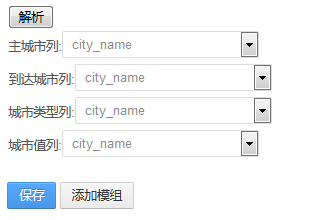 解析
主城市列: city_name
到达城市列: city_name
城市类型列: city_name
城市值列: city_name
保存 添加模组